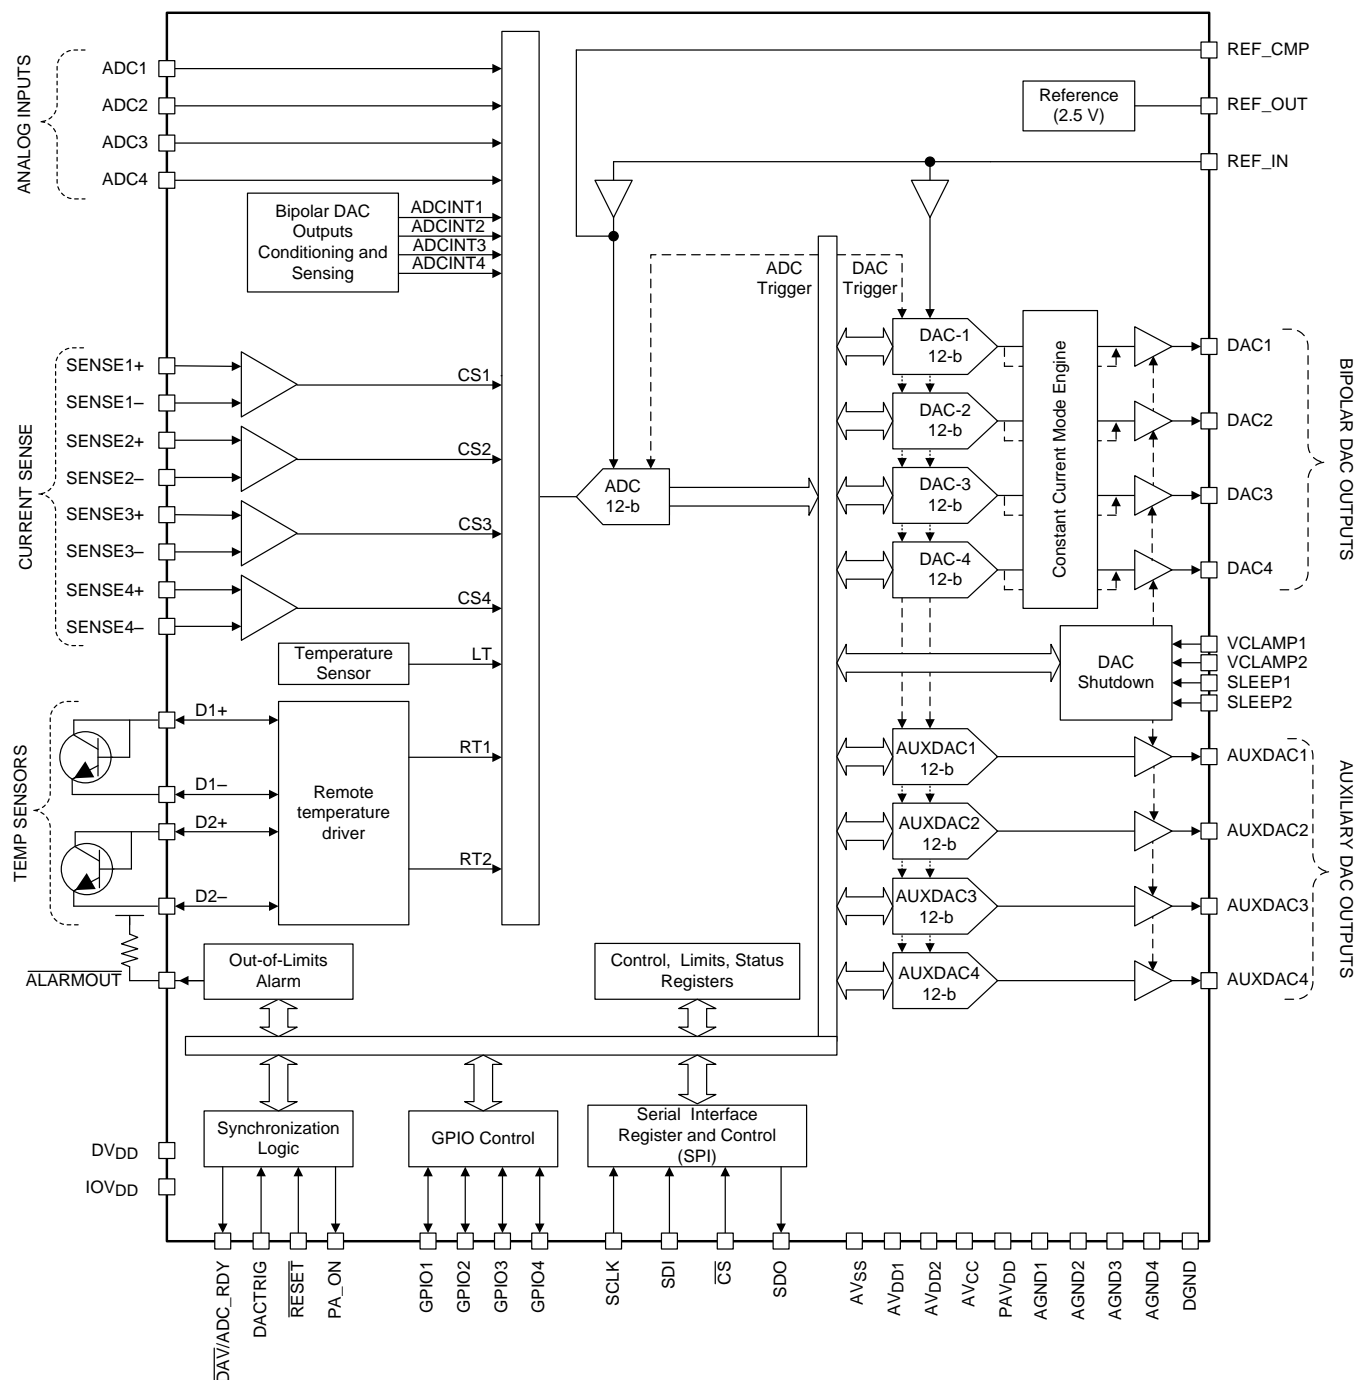 ANALOG INPUTS
ADC1
ADC2
ADC3
ADC4
Bipolar DAC
Outputs
Conditioning and
Sensing
ADCINT1
ADCINT2
ADCINT3
ADCINT4
REF_CMP
Reference
(2.5 V)
REF_OUT
REF_IN
ADC
Trigger
DAC
Trigger
CURRENT SENSE
SENSE1+
SENSE1–
SENSE2+
SENSE2–
SENSE3+
SENSE3–
SENSE4+
SENSE4–
CS1
CS2
CS3
CS4
Temperature
Sensor
LT
ADC
12-b
DAC-1
12-b
DAC-2
12-b
DAC-3
12-b
DAC-4
12-b
Constant Current Mode Engine
DAC1
DAC2
DAC3
DAC4
BIPOLAR DAC OUTPUTS
DAC
Shutdown
VCLAMP1
VCLAMP2
SLEEP1
SLEEP2
TEMP SENSORS
D1+
D1–
D2+
D2–
Remote
temperature
driver
RT1
RT2
AUXDAC1
12-b
AUXDAC2
12-b
AUXDAC3
12-b
AUXDAC4
12-b
AUXDAC1
AUXDAC2
AUXDAC3
AUXDAC4
AUXILIARY DAC OUTPUTS
ALARMOUT
Out-of-Limits
Alarm
Control, Limits, Status
Registers
Synchronization
Logic
GPIO Control
Serial Interface
Register and Control
(SPI)
DVDD
IOVDD
DAV/ADC_RDY
DACTRIG
RESET
PA_ON
GPIO1
GPIO2
GPIO3
GPIO4
SCLK
SDI
CS
SDO
AVSS
AVDD1
AVDD2
AVCC
PAVDD
AGND1
AGND2
AGND3
AGND4
DGND